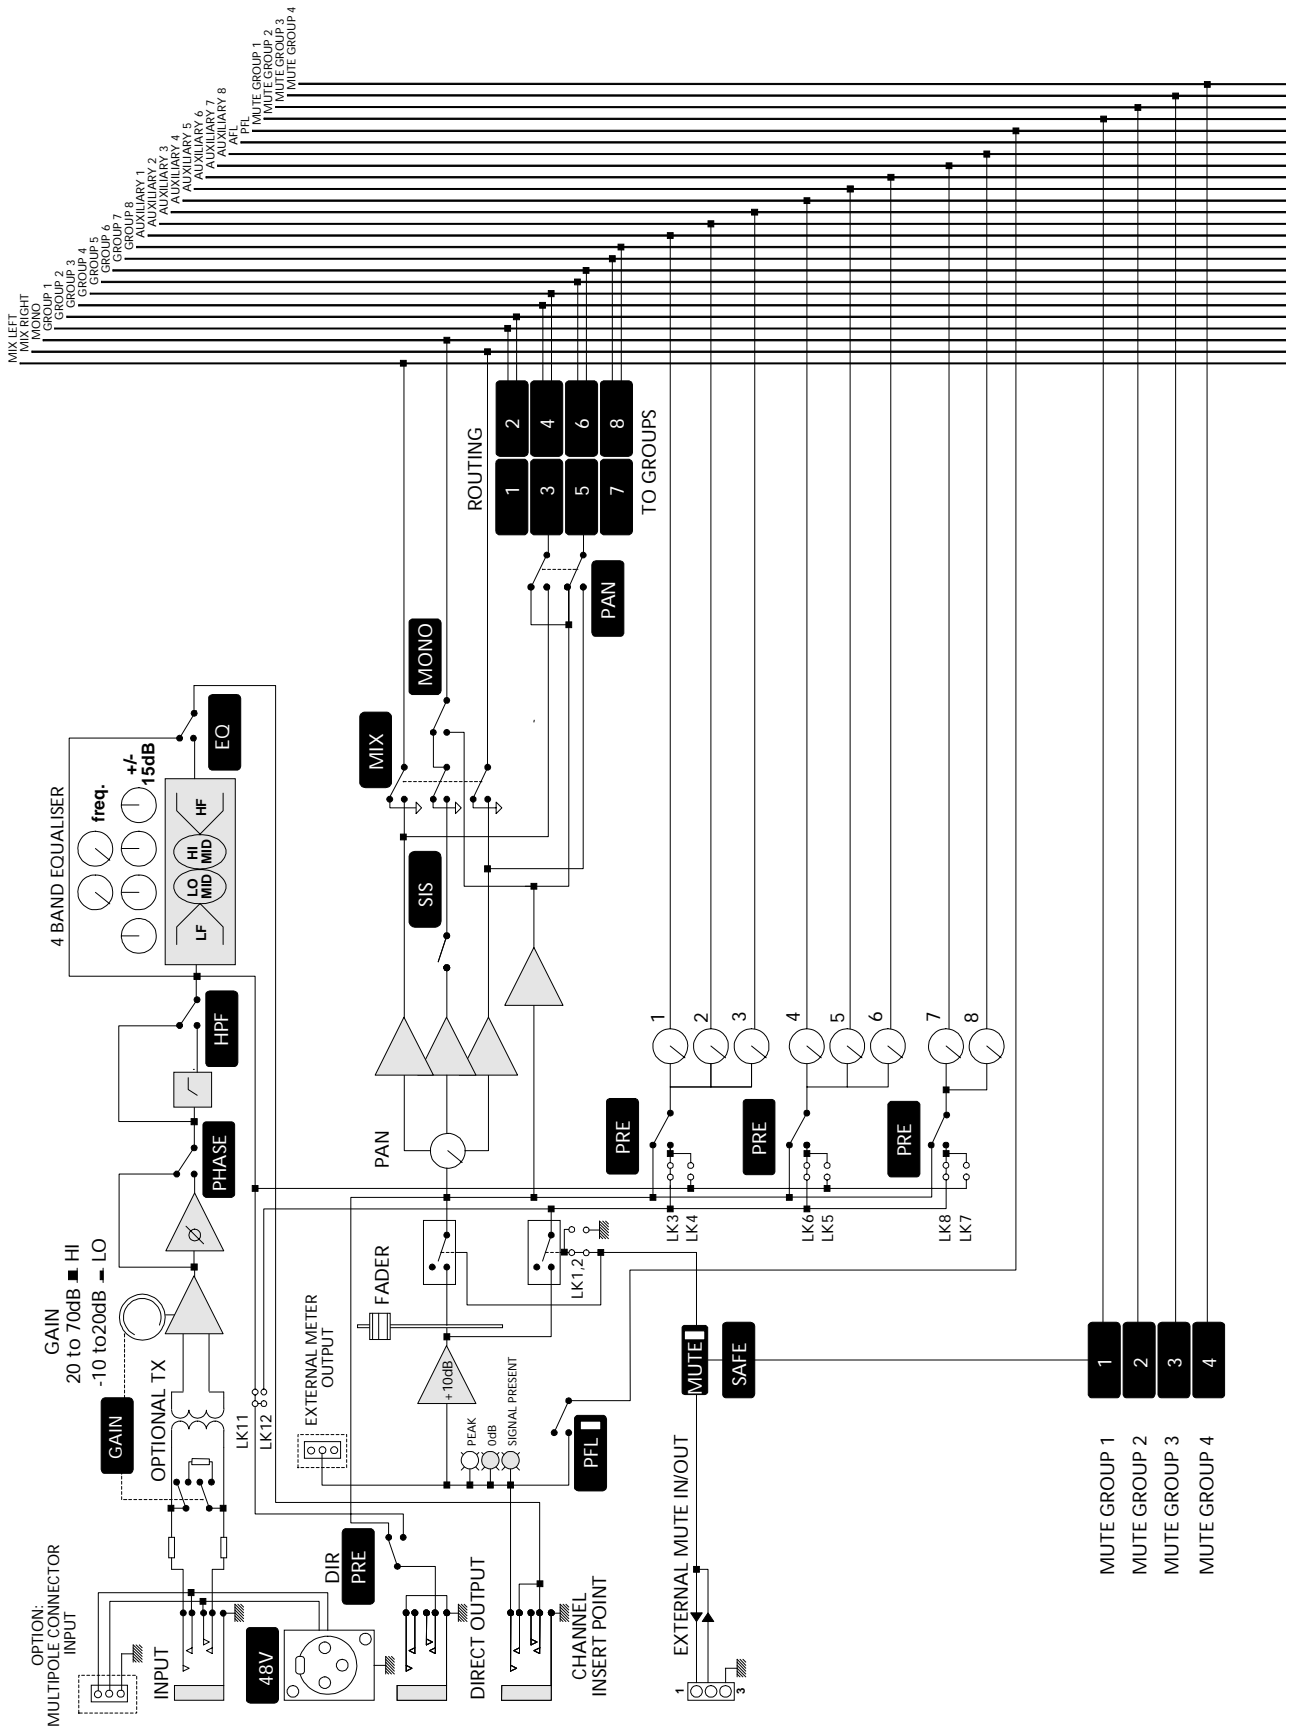 MIX LEFT
MIX RIGHT
MONO
GROUP 1
GROUP 2
GROUP 3
GROUP 4
GROUP 5
GROUP 6
GROUP 7
GROUP 8
AUXILIARY 1
AUXILIARY 2
AUXILIARY 3
AUXILIARY 4
AUXILIARY 5
AUXILIARY 6
AUXILIARY 7
AUXILIARY 8
AFL
PFL
MUTE GROUP 1
MUTE GROUP 2
MUTE GROUP 3
MUTE GROUP 4
OPTION:
MULTIPOLE CONNECTOR
INPUT
INPUT
48V
GAIN
OPTIONAL TX
GAIN
20 to 70dB HI
-10 to20dB LO
Ø
PHASE
HPF
4 BAND EQUALISER
freq.
+/-
15dB
LF
LO
MID
HI
MID
HF
EQ
LK11
LK12
EXTERNAL METER
OUTPUT
DIR
PRE
DIRECT OUTPUT
CHANNEL
INSERT POINT
PEAK
0dB
SIGNAL PRESENT
+10dB
PFL
FADER
LK1,2
PAN
SIS
MIX
MONO
ROUTING
1
2
3
4
5
6
7
8
TO GROUPS
PAN
PRE
LK3
LK4
1
2
3
PRE
LK6
LK5
4
5
6
PRE
LK8
LK7
7
8
EXTERNAL MUTE IN/OUT
1
3
MUTE
SAFE
MUTE GROUP 1
1
MUTE GROUP 2
2
MUTE GROUP 3
3
MUTE GROUP 4
4